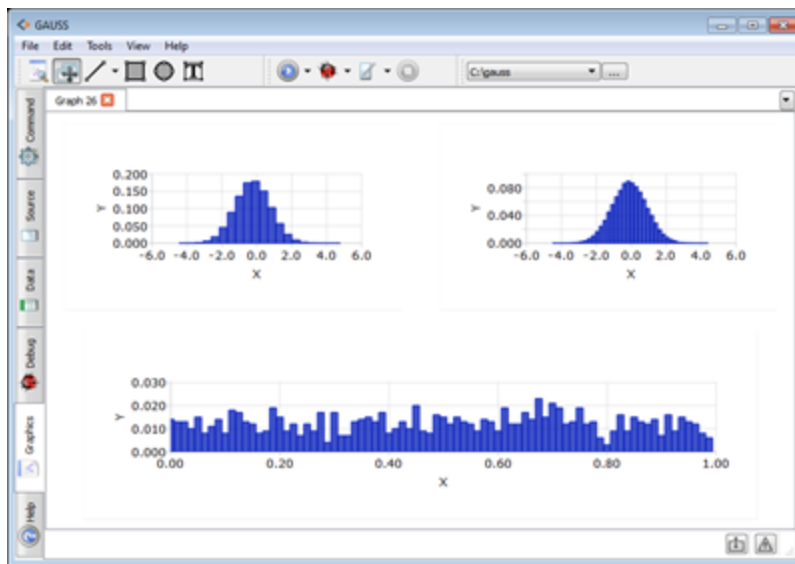 GAUSS
File Edit Tools View Help
T
C:\gauss
...
Graph 26
Command
Source
Data
Debug
Graphics
Help
0.200
0.150
0.100
0.050
0.000
Y
-6.0 -4.0 -2.0 0.0 2.0 4.0 6.0
X
0.080
0.040
0.000
Y
-6.0 -4.0 -2.0 0.0 2.0 4.0 6.0
X
0.030
0.020
0.010
0.000
Y
0.00 0.20 0.40 0.60 0.80 1.00
X